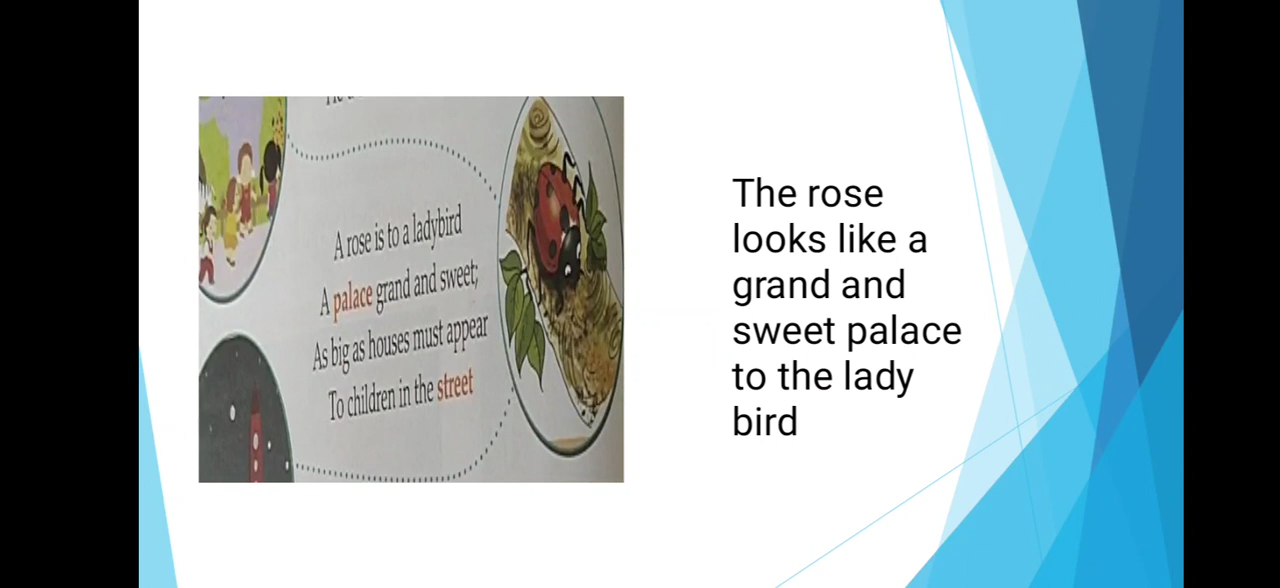 A rose is to a ladybird
A palace grand and sweet;
As big as houses must appear
To children in the street
The rose
looks like a
grand and
sweet palace
to the lady
bird